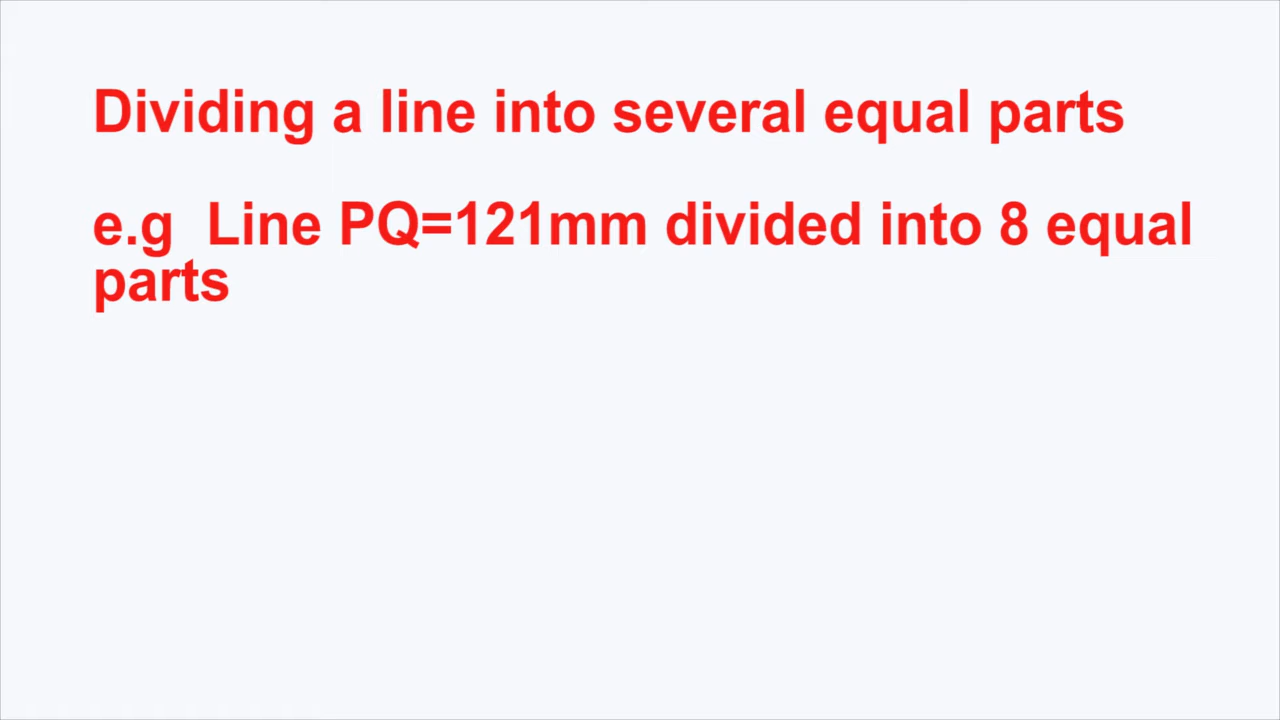 Dividing a line into several equal parts
e.g  Line PQ=121mm divided into 8 equal
parts